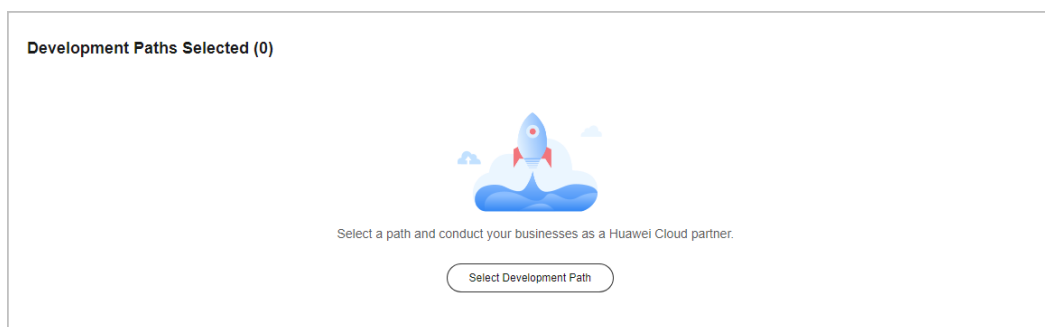 Development Paths Selected (0)
Select a path and conduct your businesses as a Huawei Cloud partner.
Select Development Path